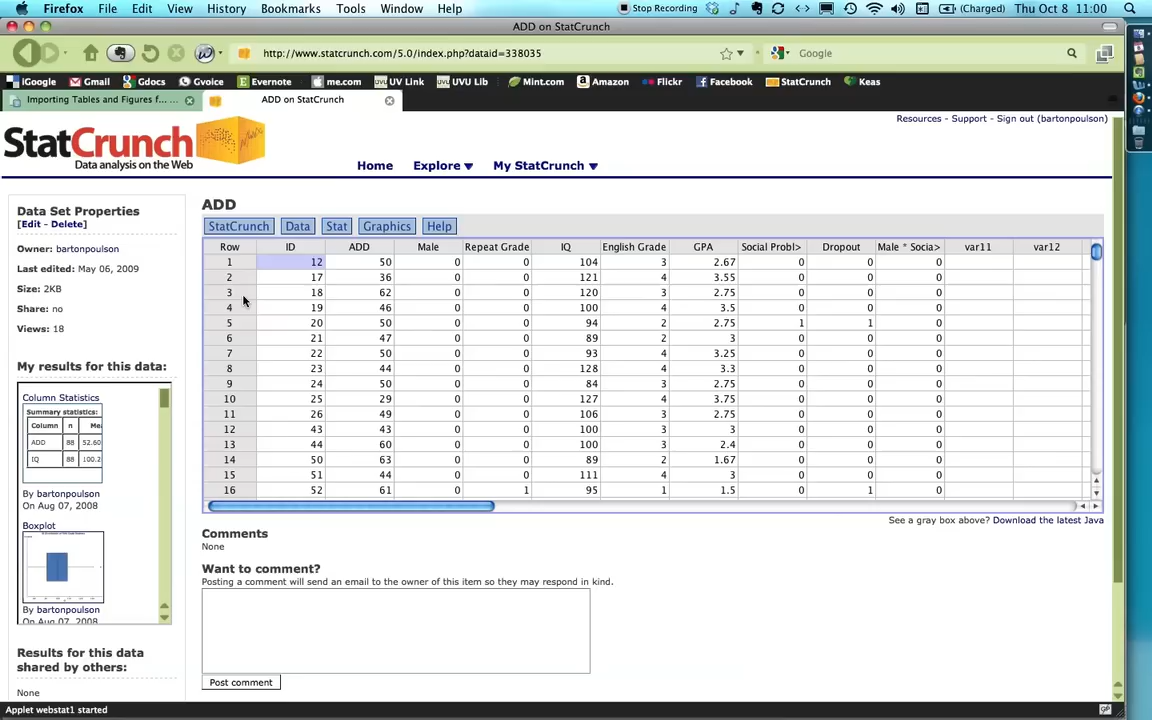 Firefox File Edit View History Bookmarks Tools Window Help Stop Recording (Charged) Thu Oct 8 11:00
ADD on StatCrunch
http://www.statcrunch.com/5.0/index.php?dataid=338035 Google
iGoogle Gmail Gdocs Gvoice Evernote me.com UV Link UVU Lib Mint.com Amazon Flickr Facebook StatCrunch Keas
Importing Tables and Figures f... ... ADD on StatCrunch
Resources - Support - Sign out (bartonpoulson)
StatCrunch
Data analysis on the Web
Home Explore My StatCrunch
Data Set Properties
[Edit - Delete]
Owner: bartonpoulson
Last edited: May 06, 2009
Size: 2KB
Share: no
Views: 18
My results for this data:
Column Statistics
Summary statistics:
Column n Me
ADD 88 52.60
IQ 88 100.2
By bartonpoulson
On Aug 07, 2008
Boxplot
By bartonpoulson
On Aug 07, 2008
Results for this data
shared by others:
None
ADD
StatCrunch Data Stat Graphics Help
Row ID ADD Male Repeat Grade IQ English Grade GPA Social Probl> Dropout Male * Socia> var11 var12
1 12 50 0 0 104 3 2.67 0 0 0
2 17 36 0 0 121 4 3.55 0 0 0
3 18 62 0 0 120 3 2.75 0 0 0
4 19 46 0 0 100 4 3.5 0 0 0
5 20 50 0 0 94 2 2.75 1 1 0
6 21 47 0 0 89 2 3 0 0 0
7 22 50 0 0 93 4 3.25 0 0 0
8 23 44 0 0 128 4 3.3 0 0 0
9 24 50 0 0 84 3 2.75 0 0 0
10 25 29 0 0 127 4 3.75 0 0 0
11 26 49 0 0 106 3 2.75 0 0 0
12 43 43 0 0 100 3 3 0 0 0
13 44 60 0 0 100 3 2.4 0 0 0
14 50 63 0 0 89 2 1.67 0 0 0
15 51 44 0 0 111 4 3 0 0 0
16 52 61 0 1 95 1 1.5 0 1 0
See a gray box above? Download the latest Java
Comments
None
Want to comment?
Posting a comment will send an email to the owner of this item so they may respond in kind.
Post comment
Applet webstat1 started